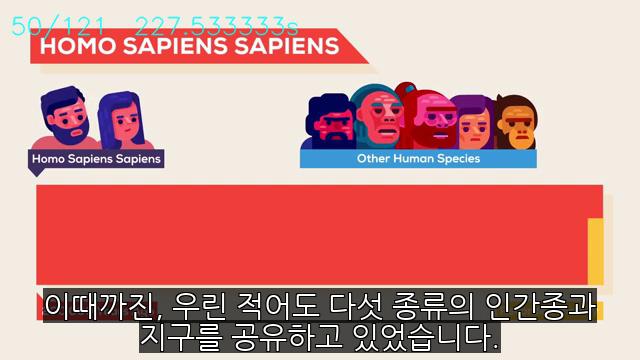 50/121 227.533333s
HOMO SAPIENS SAPIENS
Homo Sapiens Sapiens
Other Human Species
이때까진, 우린 적어도 다섯 종류의 인간종과
지구를 공유하고 있었습니다.